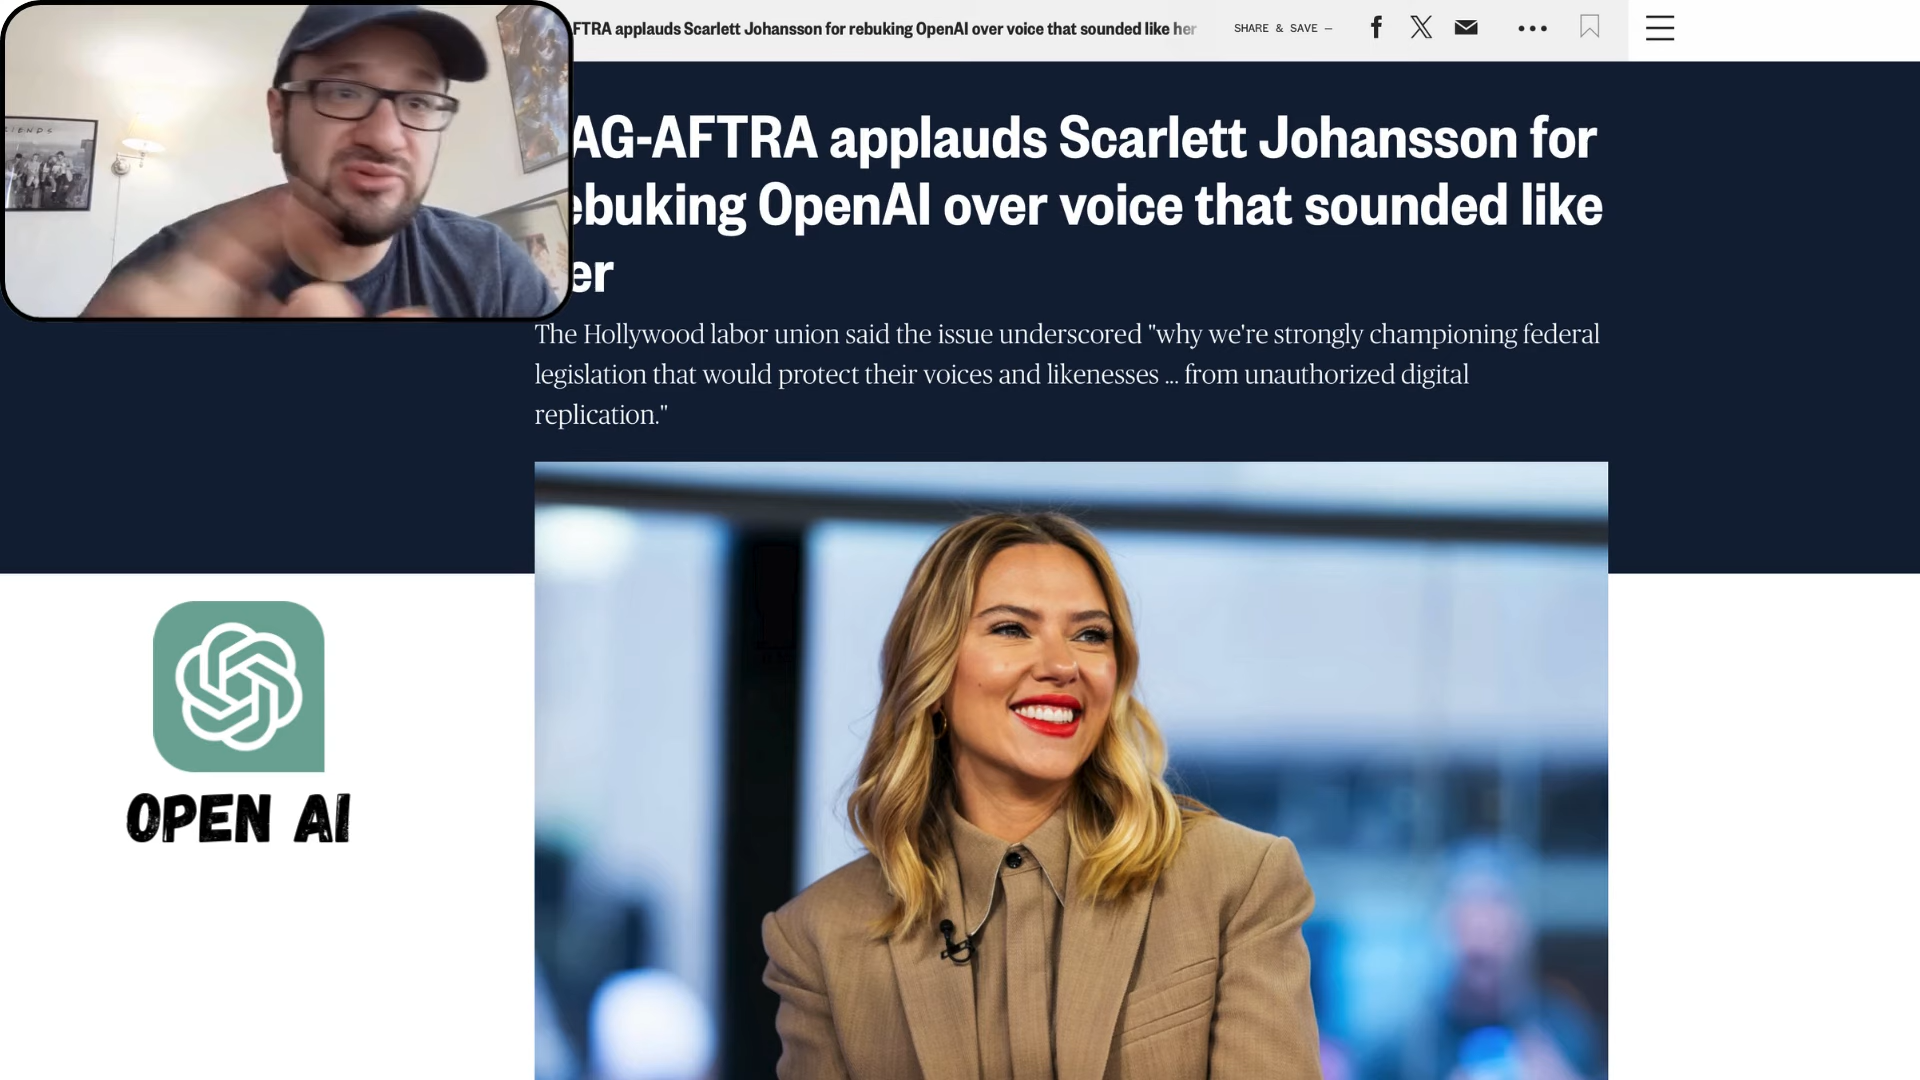 FTRA applauds Scarlett Johansson for rebuking OpenAI over voice that sounded like her
SHARE & SAVE —
IENDS
AG-AFTRA applauds Scarlett Johansson for
ebuking OpenAI over voice that sounded like
er
The Hollywood labor union said the issue underscored "why we're strongly championing federal
legislation that would protect their voices and likenesses ... from unauthorized digital
replication."
OPEN AI